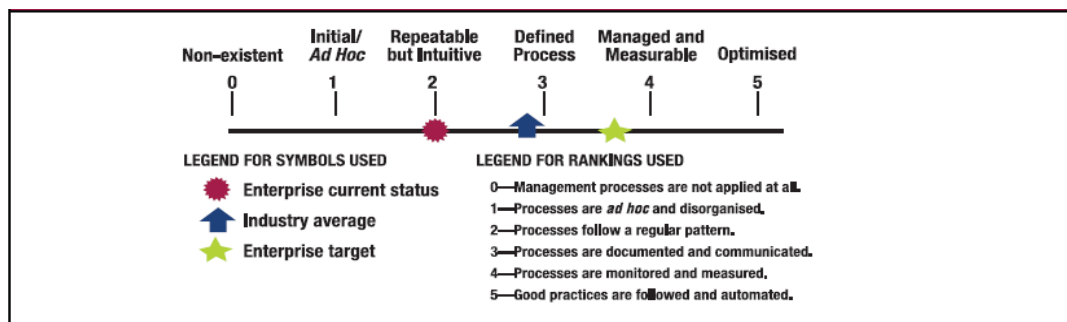 Non-existent
0
Initial/
Ad Hoc
1
Repeatable
but Intuitive
2
Defined
Process
3
Managed and
Measurable
4
Optimised
5
LEGEND FOR SYMBOLS USED
Enterprise current status
Industry average
Enterprise target
LEGEND FOR RANKINGS USED
0—Management processes are not applied at all.
1—Processes are ad hoc and disorganised.
2—Processes follow a regular pattern.
3—Processes are documented and communicated.
4—Processes are monitored and measured.
5—Good practices are followed and automated.